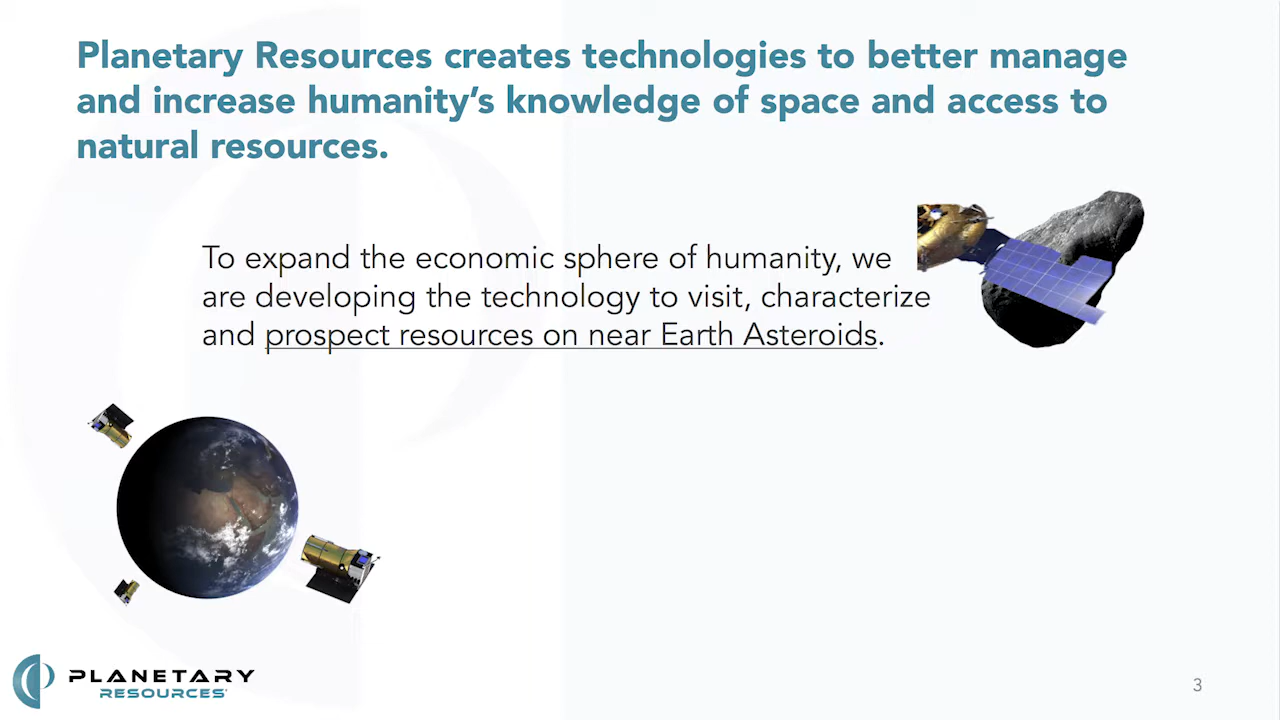 Planetary Resources creates technologies to better manage
and increase humanity’s knowledge of space and access to
natural resources.
To expand the economic sphere of humanity, we
are developing the technology to visit, characterize
and prospect resources on near Earth Asteroids.
PLANETARY
RESOURCES
3